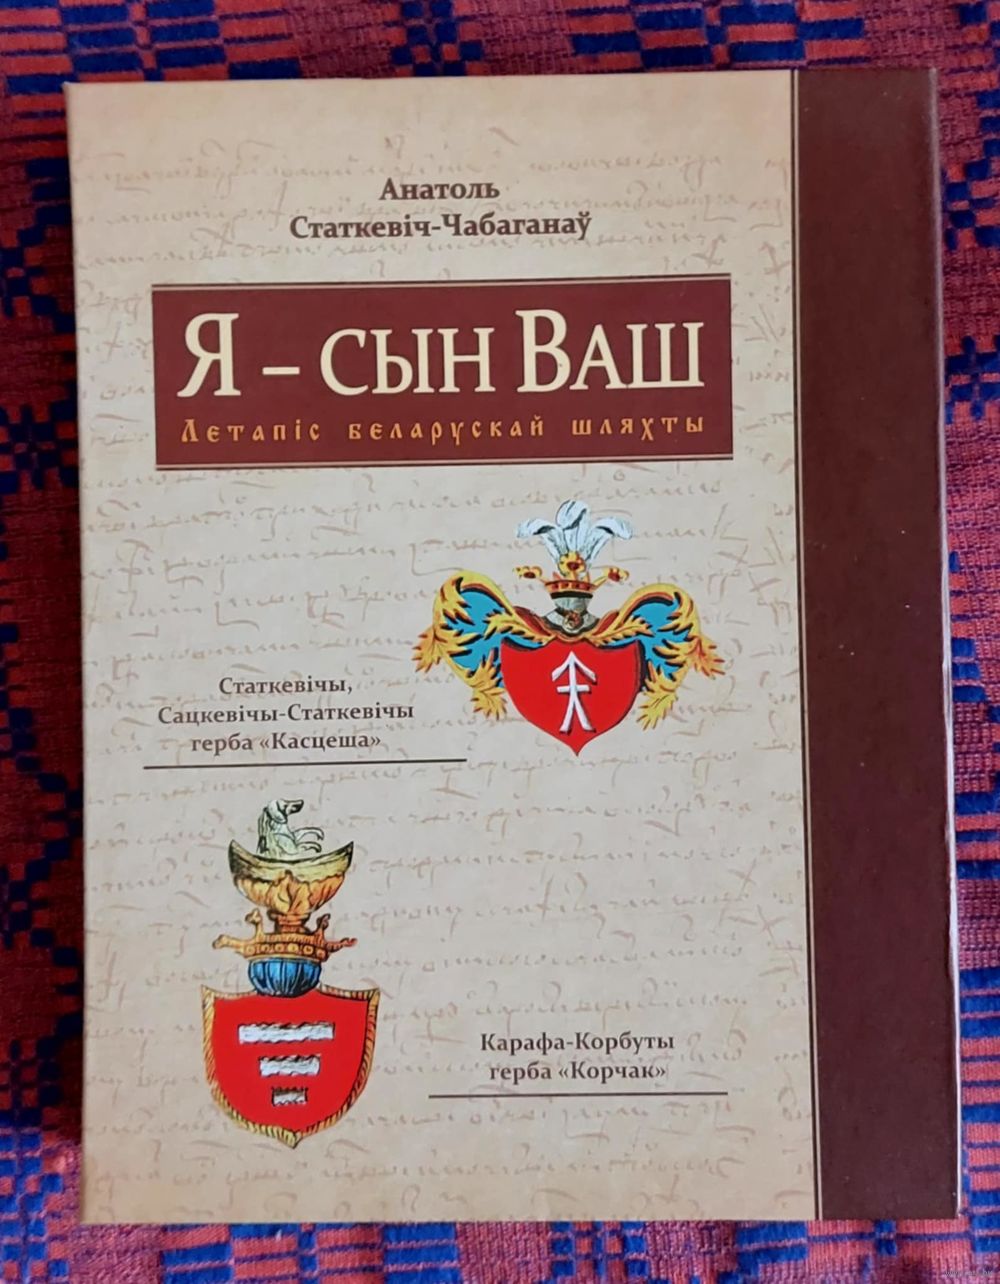 Анатоль
Статкевіч-Чабаганаў
Я – сын Ваш
Летапіс беларускай шляхты
Статкевічы,
Сацкевічы-Статкевічы
герба «Касцеша»
Карафа-Корбуты
герба «Корчак»